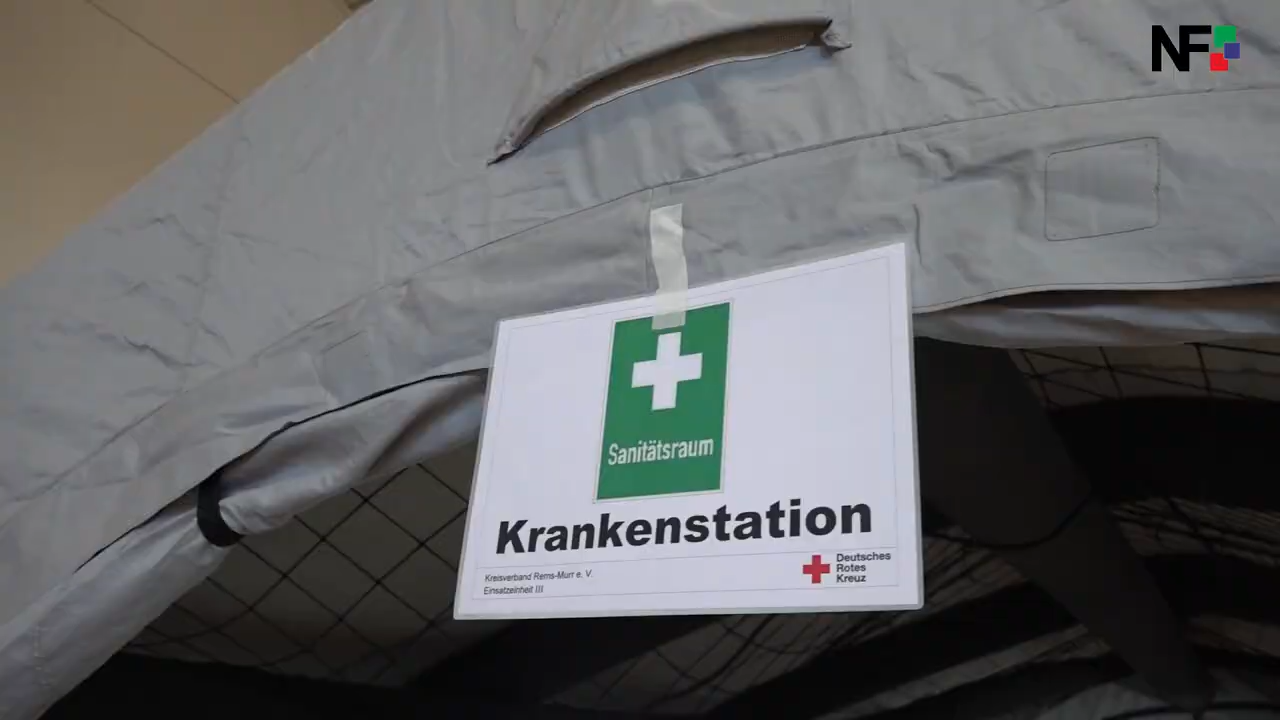 NF
Sanitätsraum
Krankenstation
Kreisverband Rems-Murr e. V.
Einsatzeinheit III
Deutsches
Rotes
Kreuz